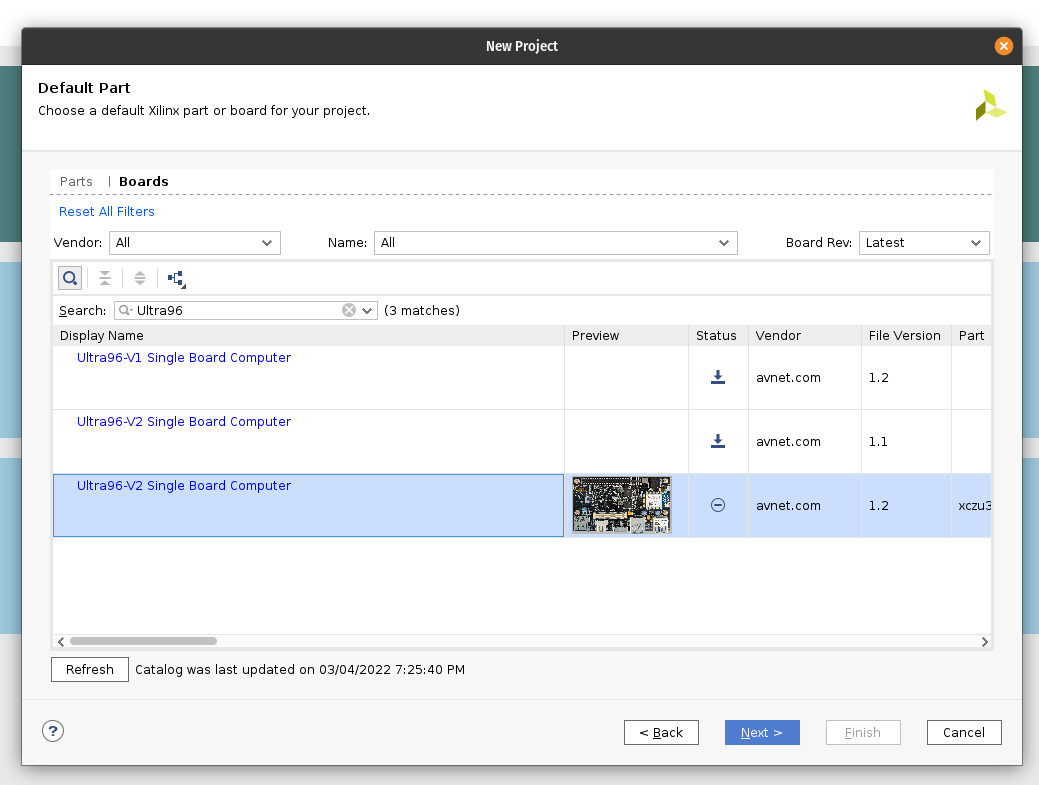 New Project
Default Part
Choose a default Xilinx part or board for your project.
Parts | Boards
Reset All Filters
Vendor: All Name: All Board Rev: Latest
Search: Ultra96 (3 matches)
Display Name Preview Status Vendor File Version Part
Ultra96-V1 Single Board Computer avnet.com 1.2
Ultra96-V2 Single Board Computer avnet.com 1.1
Ultra96-V2 Single Board Computer avnet.com 1.2 xczu3
Refresh Catalog was last updated on 03/04/2022 7:25:40 PM
? < Back Next > Finish Cancel